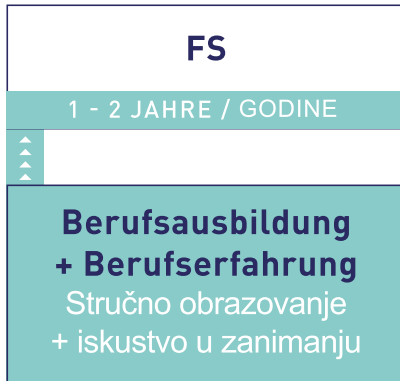 FS
1 - 2 JAHRE / GODINE
Berufsausbildung
+ Berufserfahrung
Stručno obrazovanje
+ iskustvo u zanimanju